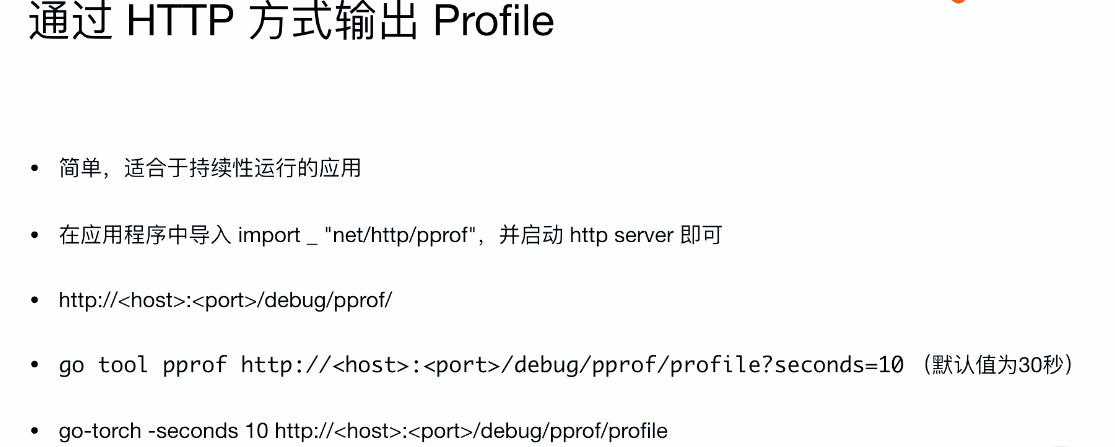 通过 HTTP 方式输出 Profile
• 简单，适合于持续性运行的应用
• 在应用程序中导入 import _ "net/http/pprof"，并启动 http server 即可
• http://<host>:<port>/debug/pprof/
• go tool pprof http://<host>:<port>/debug/pprof/profile?seconds=10 （默认值为30秒）
• go-torch -seconds 10 http://<host>:<port>/debug/pprof/profile